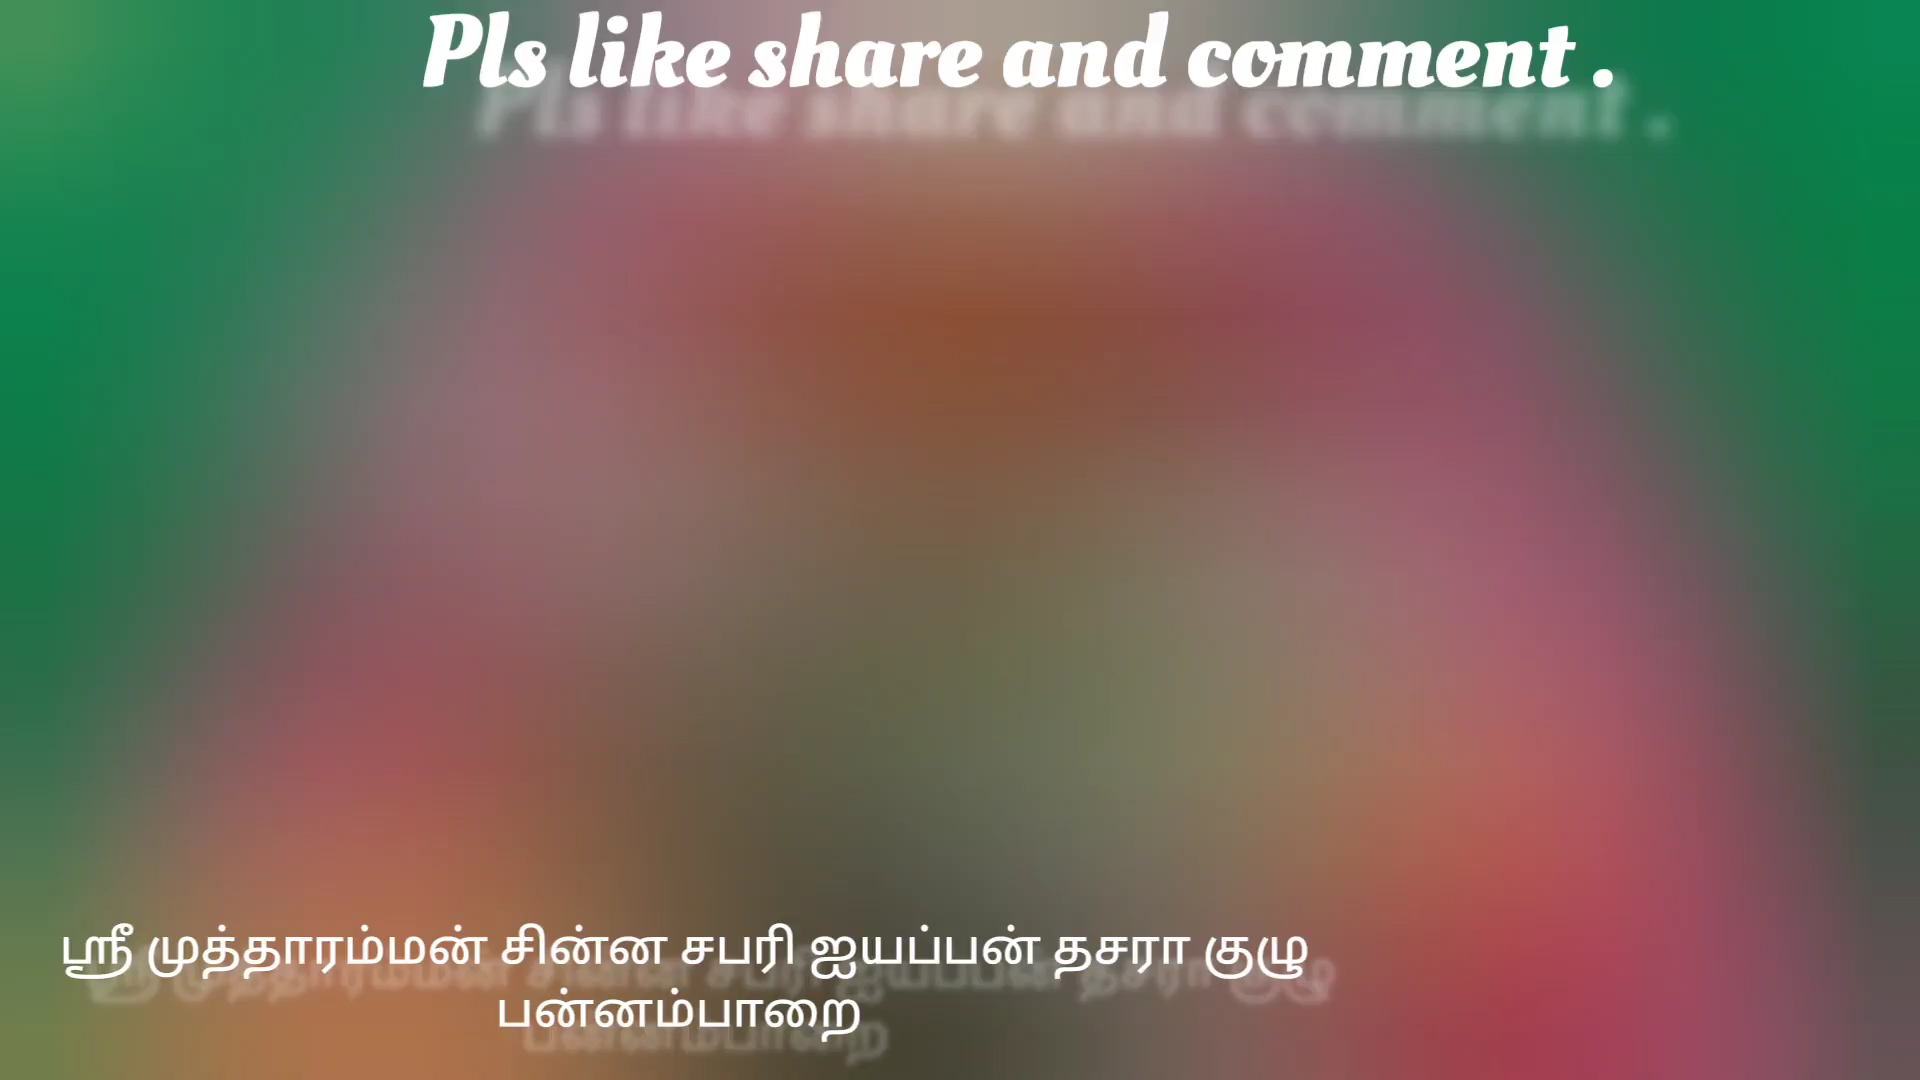 Pls like share and comment .
ஸ்ரீ முத்தாரம்மன் சின்ன சபரி ஐயப்பன் தசரா குழு
பன்னம்பாறை